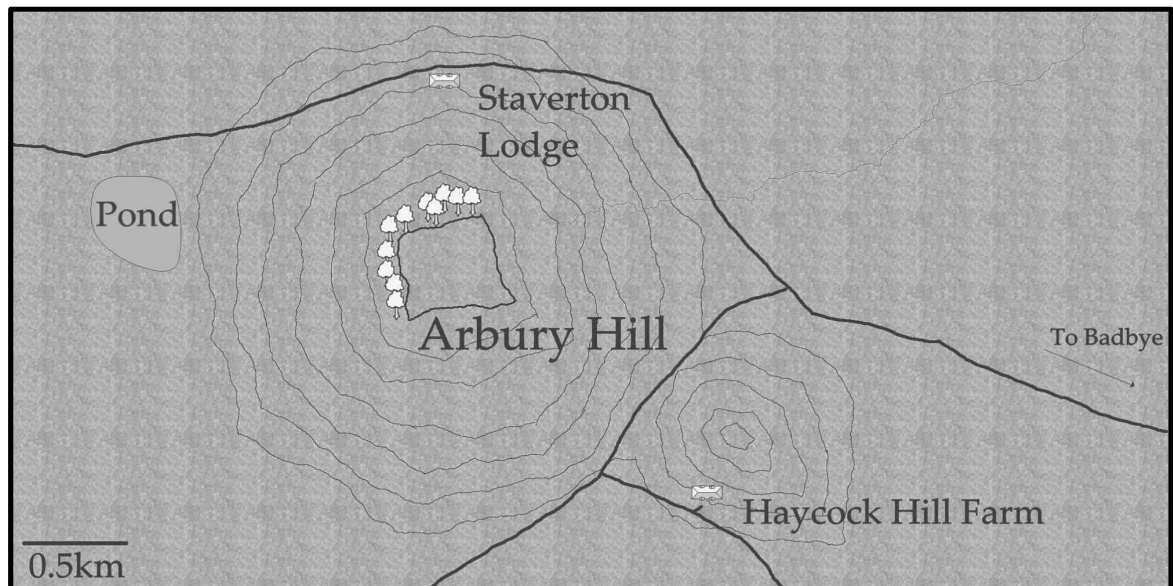 Staverton
Lodge
Pond
Arbury Hill
To Badbye
Haycock Hill Farm
0.5km